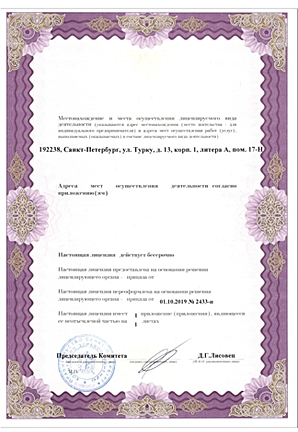 Местонахождение и места осуществления лицензируемого вида
деятельности (указываются адрес местонахождения (место жительства - для
индивидуального предпринимателя) и адреса мест осуществления работ (услуг),
выполняемых (оказываемых) в составе лицензируемого вида деятельности)
192238, Санкт-Петербург, ул. Турку, д. 13, корп. 1, литера А, пом. 17-Н
Адреса мест осуществления деятельности согласно
приложению(ям)
Настоящая лицензия действует бессрочно
Настоящая лицензия предоставлена на основании решения
лицензирующего органа - приказа от
Настоящая лицензия переоформлена на основании решения
лицензирующего органа - приказа от 01.10.2019 № 2433-п
Настоящая лицензия имеет 1 приложение (приложения), являющееся
ее неотъемлемой частью на 1 листах
Председатель Комитета Д.Г.Лисовец